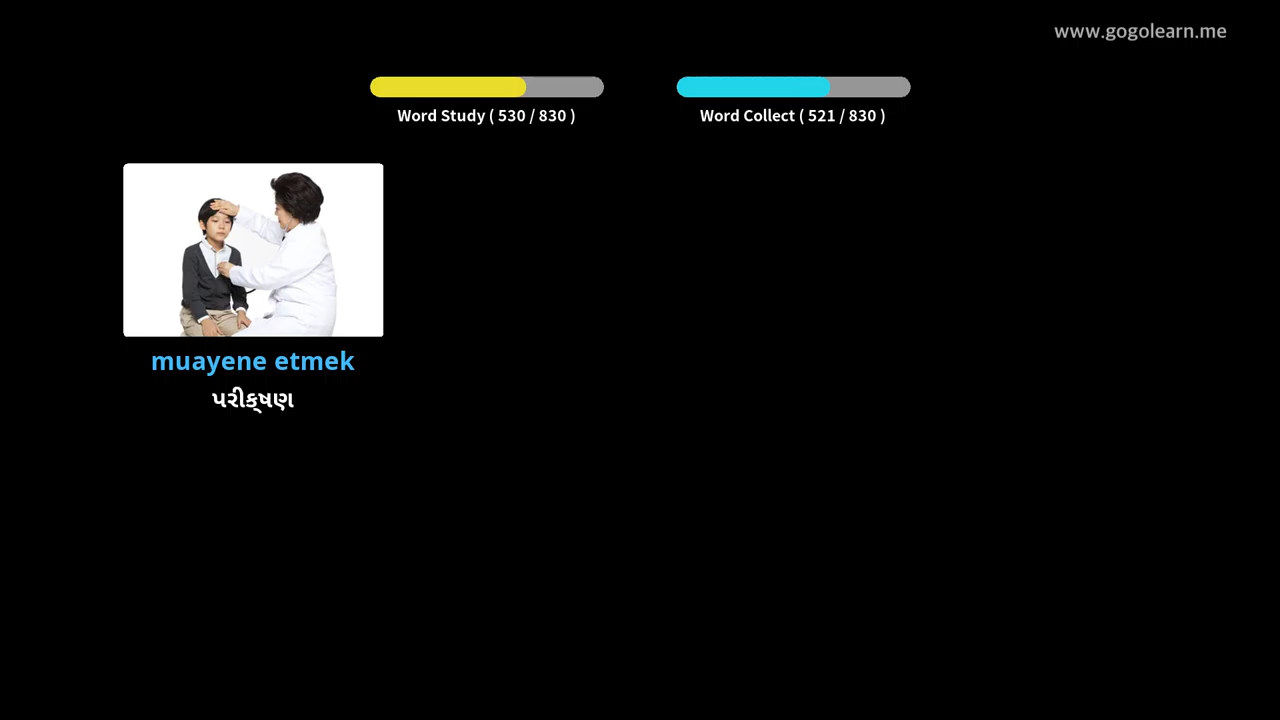 www.gogolearn.me
Word Study ( 530 / 830 )
Word Collect ( 521 / 830 )
muayene etmek
પરીક્ષણ